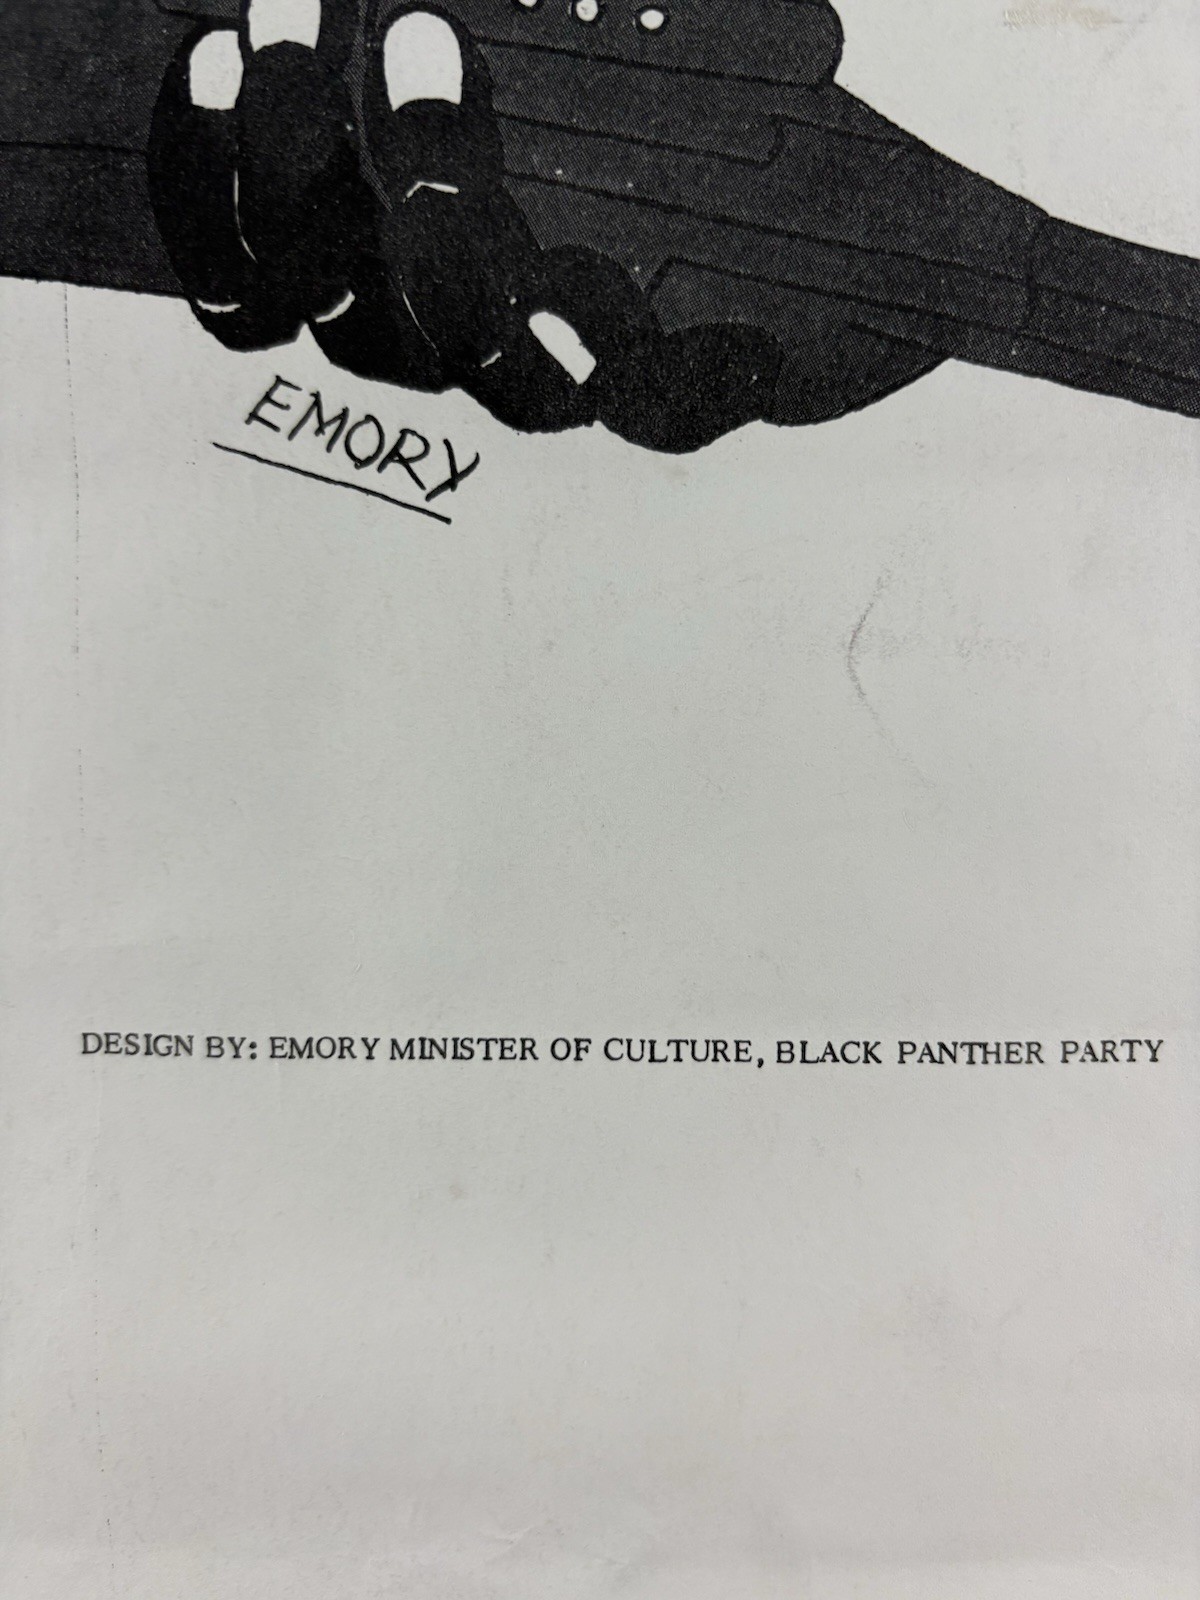 EMORY
DESIGN BY: EMORY MINISTER OF CULTURE, BLACK PANTHER PARTY